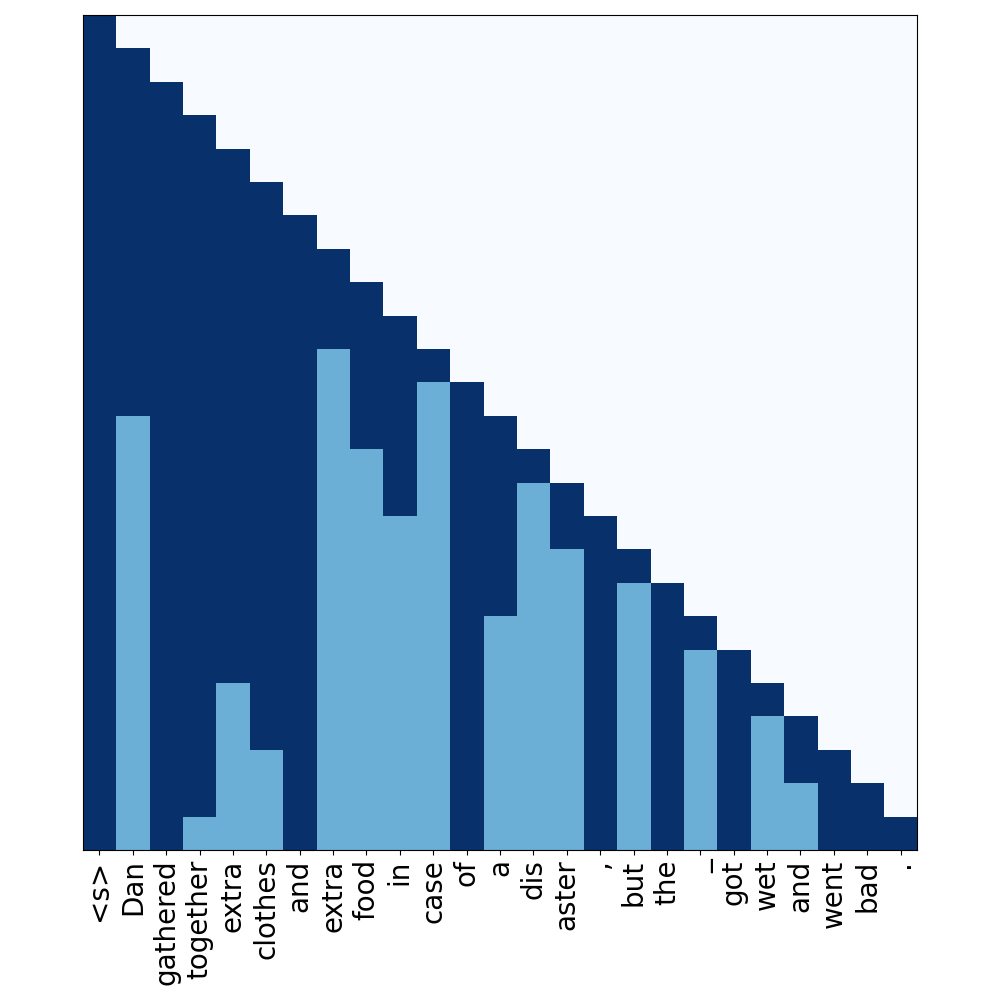 <s> Dan gathered together extra clothes and extra food in case of a dis aster , but the _ got wet and went bad .